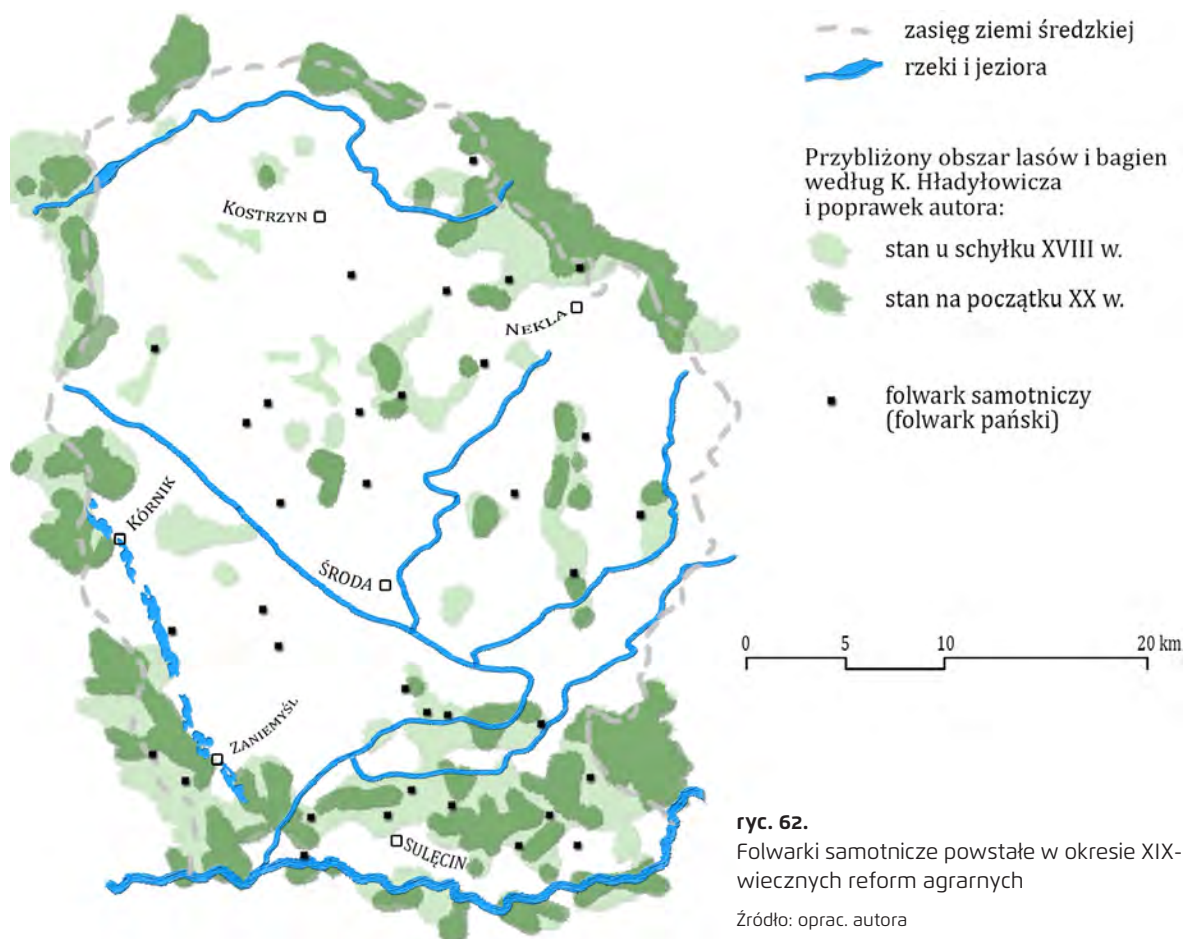 zasięg ziemi średzkiej
rzeki i jeziora
Przybliżony obszar lasów i bagien
według K. Hładyłowicza
i poprawek autora:
stan u schyłku XVIII w.
stan na początku XX w.
folwark samotniczy
(folwark pański)
KOSTRZYN
NEKLA
KÓRNIK
ŚRODA
ZANIEMYŚL
SULĘCIN
0 5 10 20 km
ryc. 62.
Folwarki samotnicze powstałe w okresie XIX-
wiecznych reform agrarnych
Źródło: oprac. autora